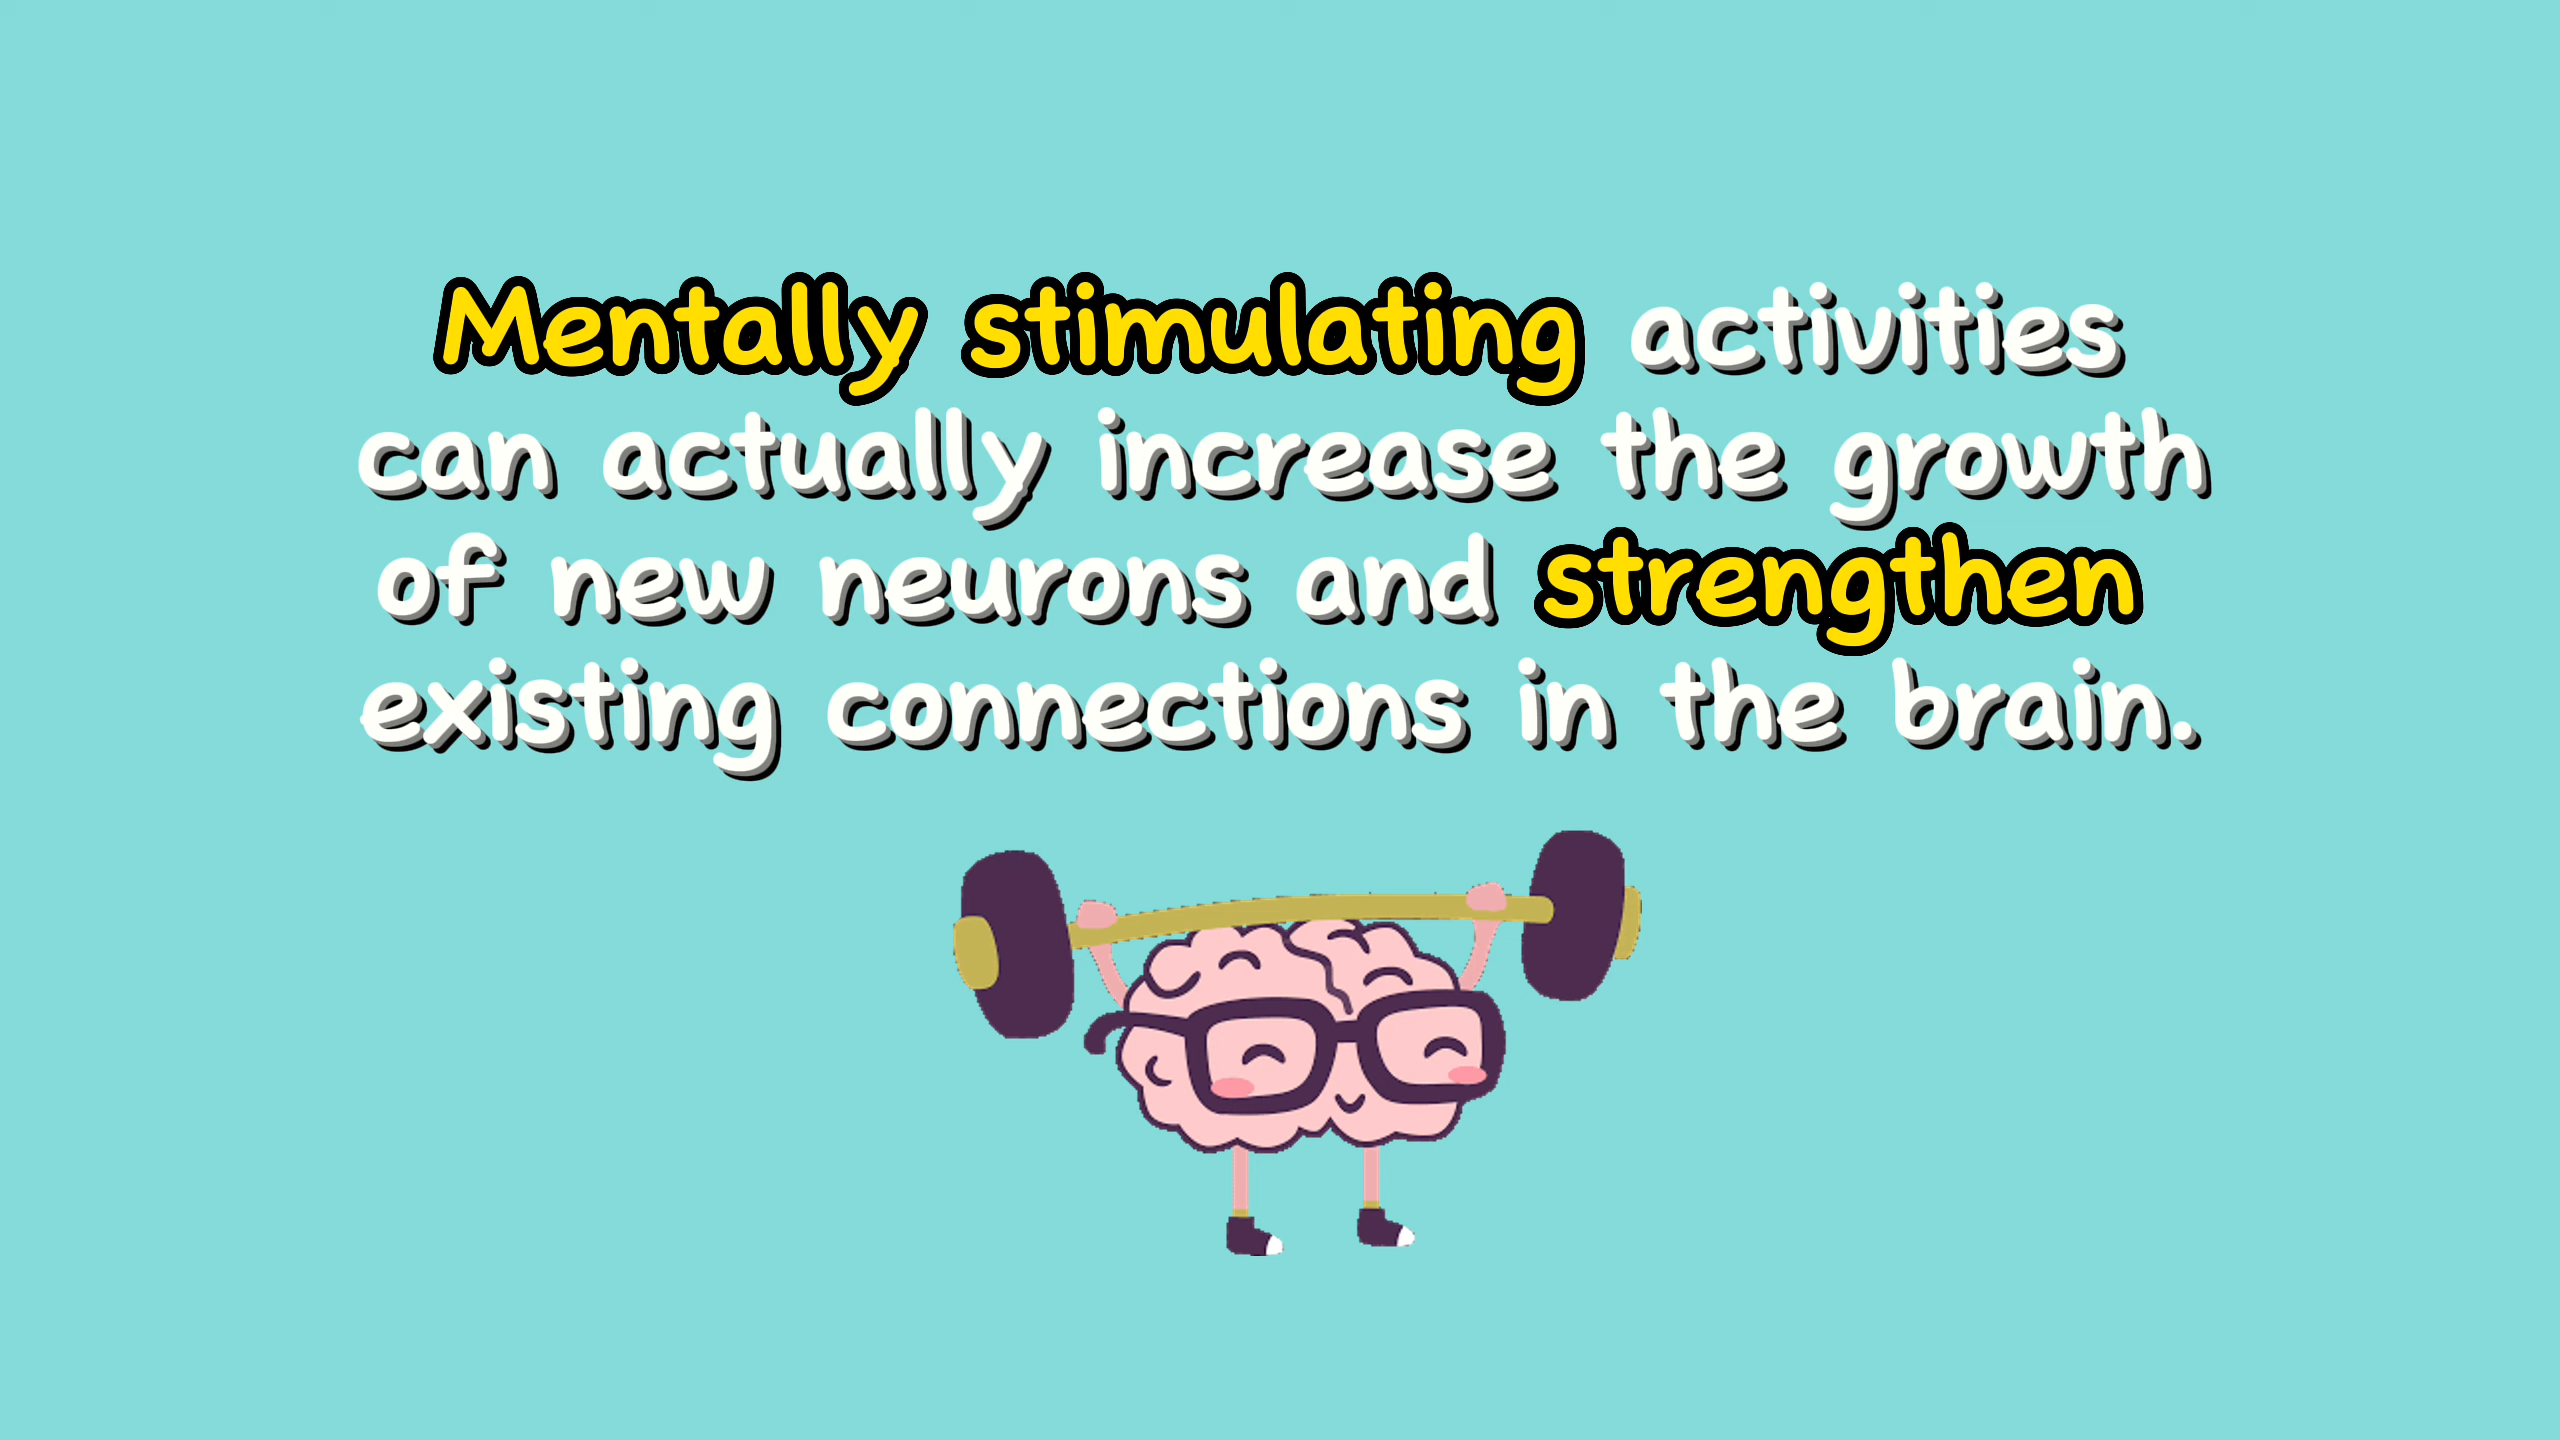 Mentally stimulating activities
can actually increase the growth
of new neurons and strengthen
existing connections in the brain.